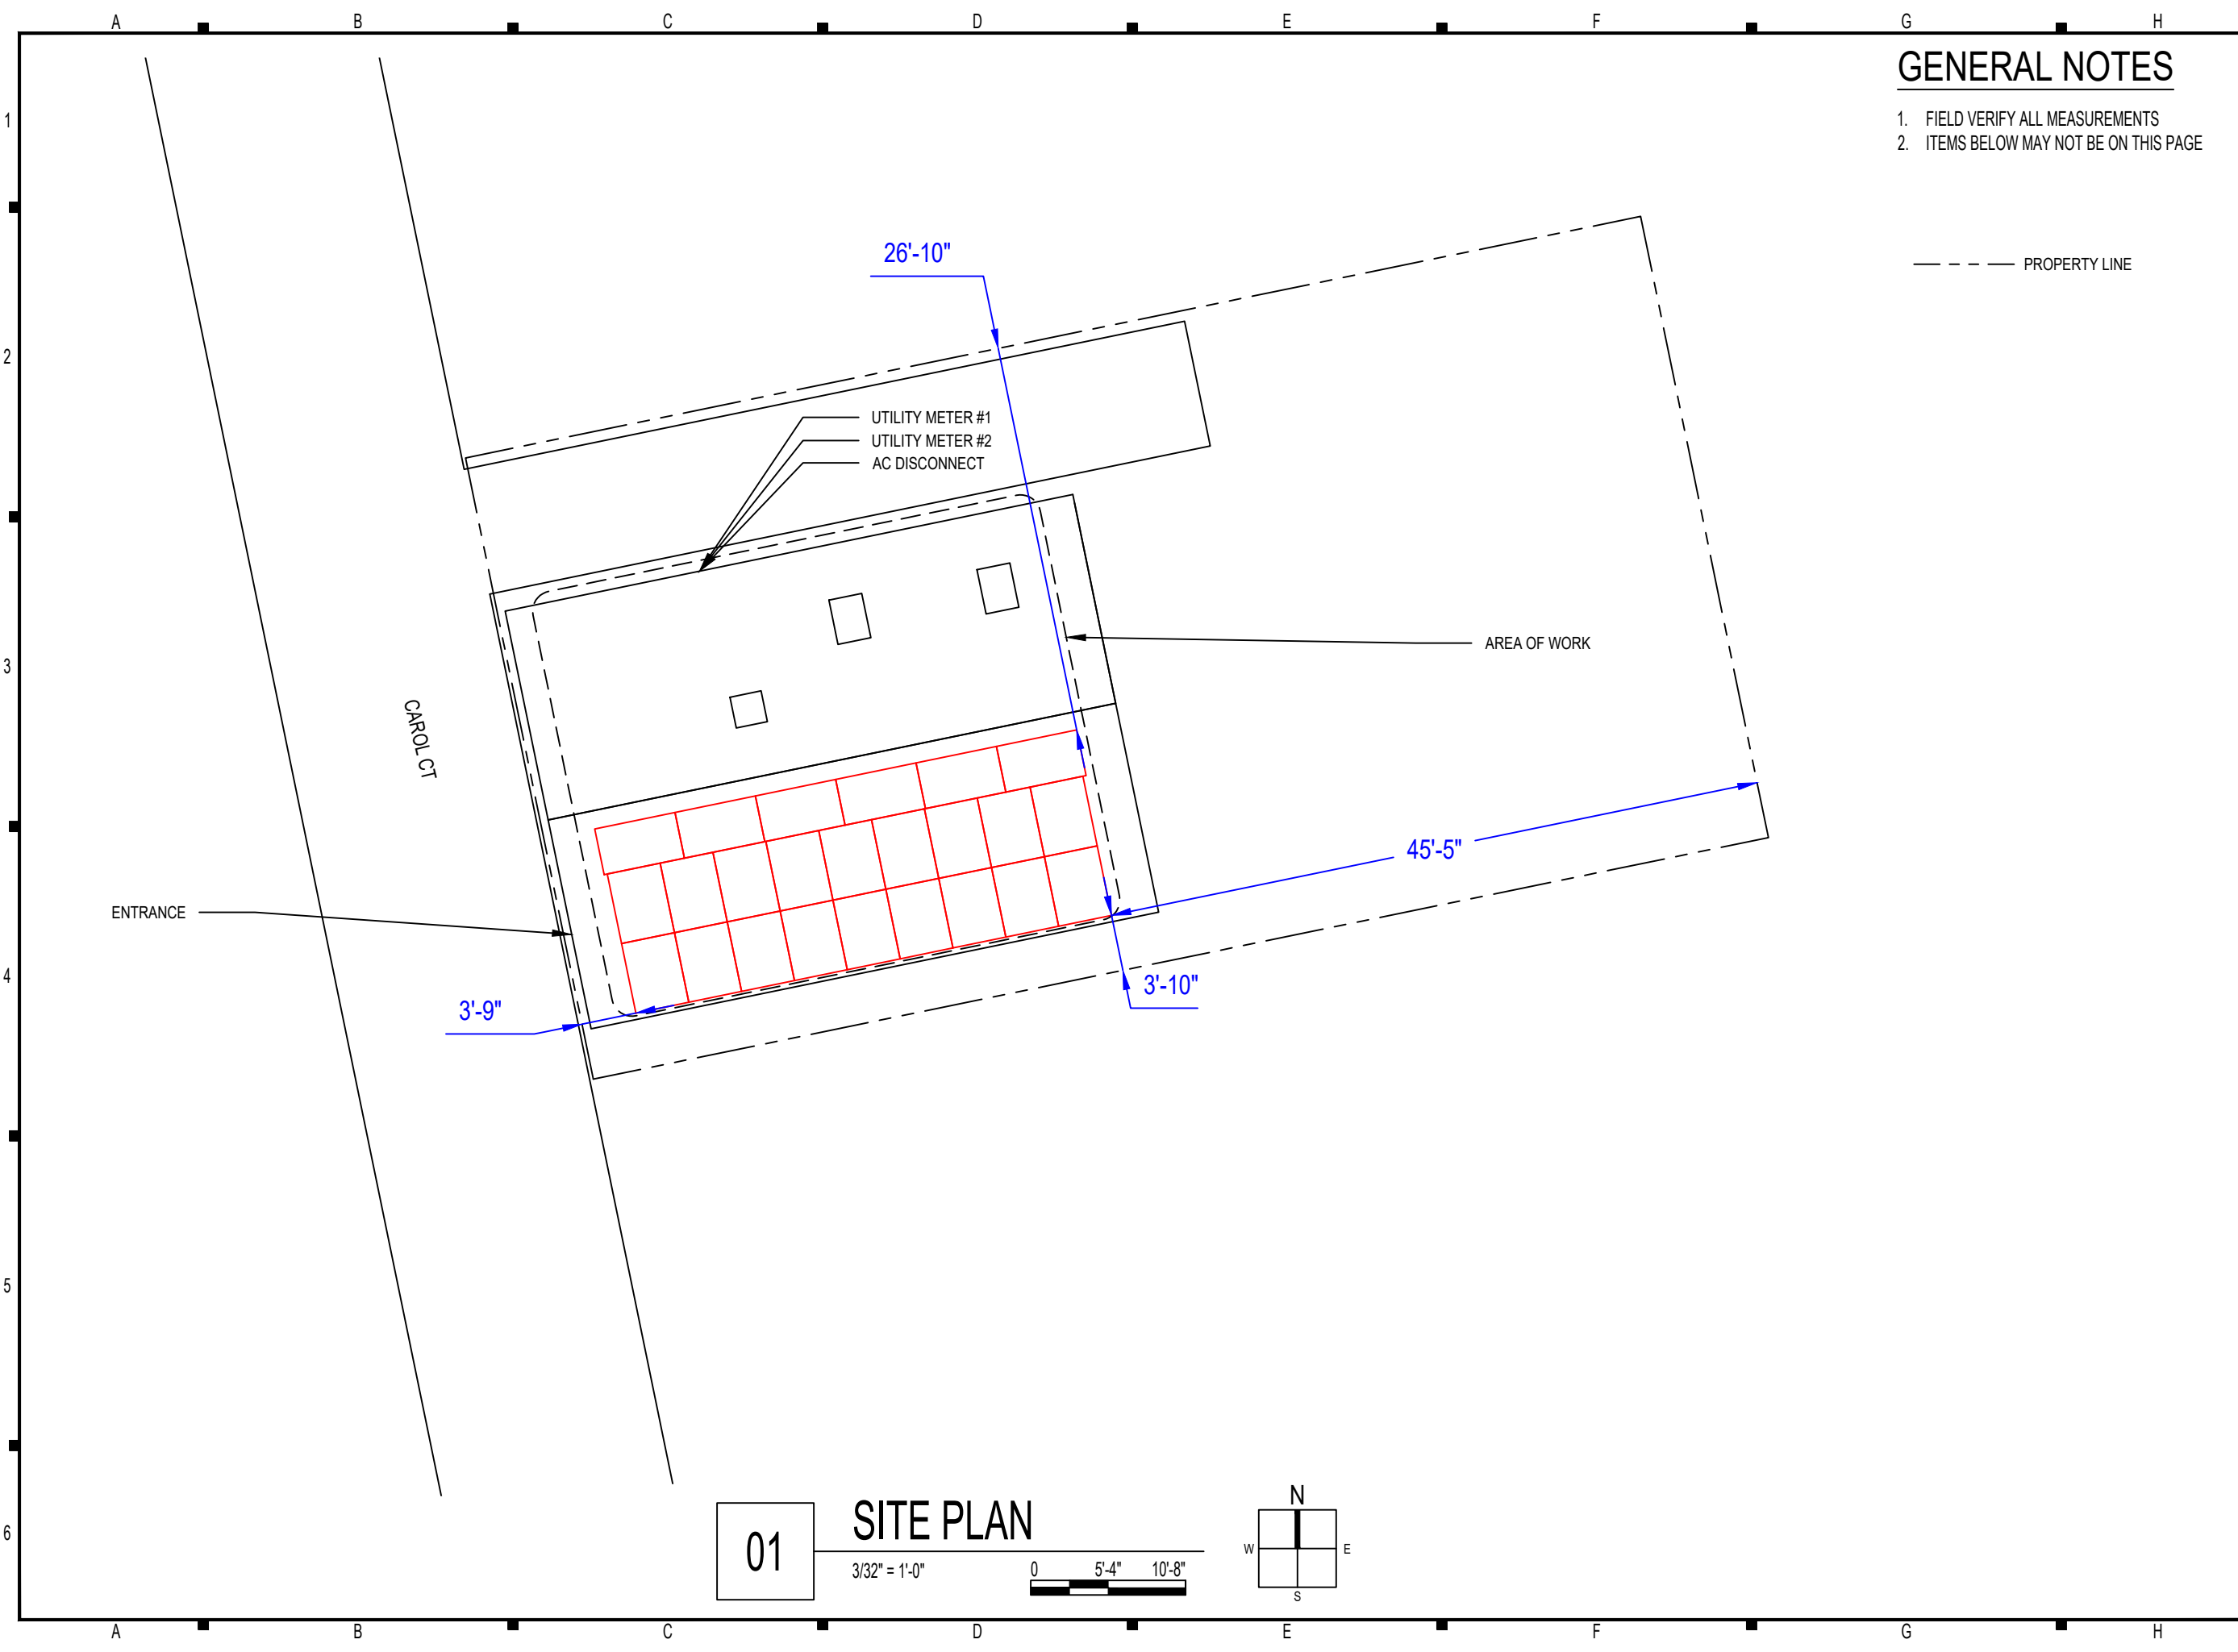 A B C D E F G H
GENERAL NOTES
1. FIELD VERIFY ALL MEASUREMENTS
2. ITEMS BELOW MAY NOT BE ON THIS PAGE
1
26'-10"
PROPERTY LINE
2
UTILITY METER #1
UTILITY METER #2
AC DISCONNECT
AREA OF WORK
3
CAROL CT
45'-5"
ENTRANCE
4
3'-10"
3'-9"
5
N
W E
S
01
SITE PLAN
3/32" = 1'-0"
0 5'-4" 10'-8"
6
A B C D E F G H